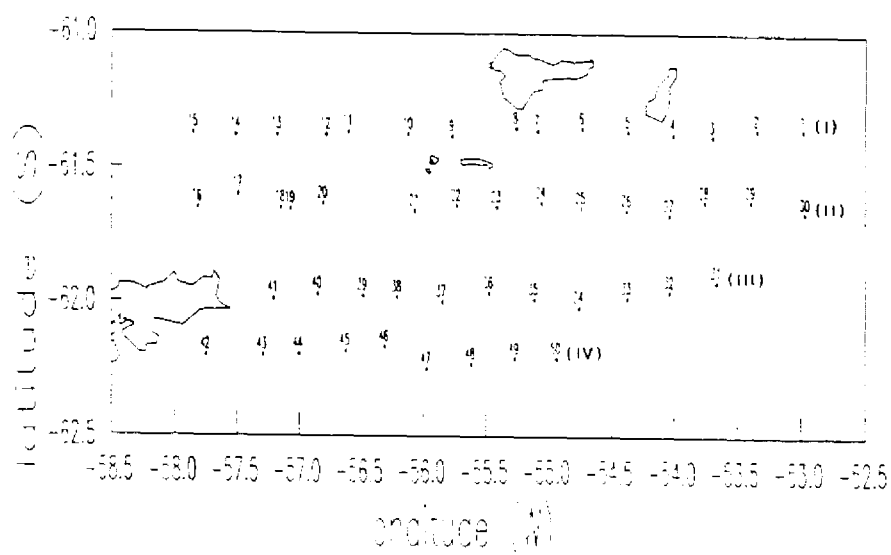 -61.0
15 14 13 12 11 10 9 8 7 6 5 4 3 2 1 (I)
-61.5
16 17 18 19 20 21 22 23 24 25 26 27 28 29 30 (II)
41 40 39 38 37 36 35 34 33 32 31 (III)
-62.0
42 43 44 45 46 47 48 49 50 (IV)
-62.5
-58.5 -58.0 -57.5 -57.0 -56.5 -56.0 -55.5 -55.0 -54.5 -54.0 -53.5 -53.0 -52.5
latitude (S)
longitude (W)